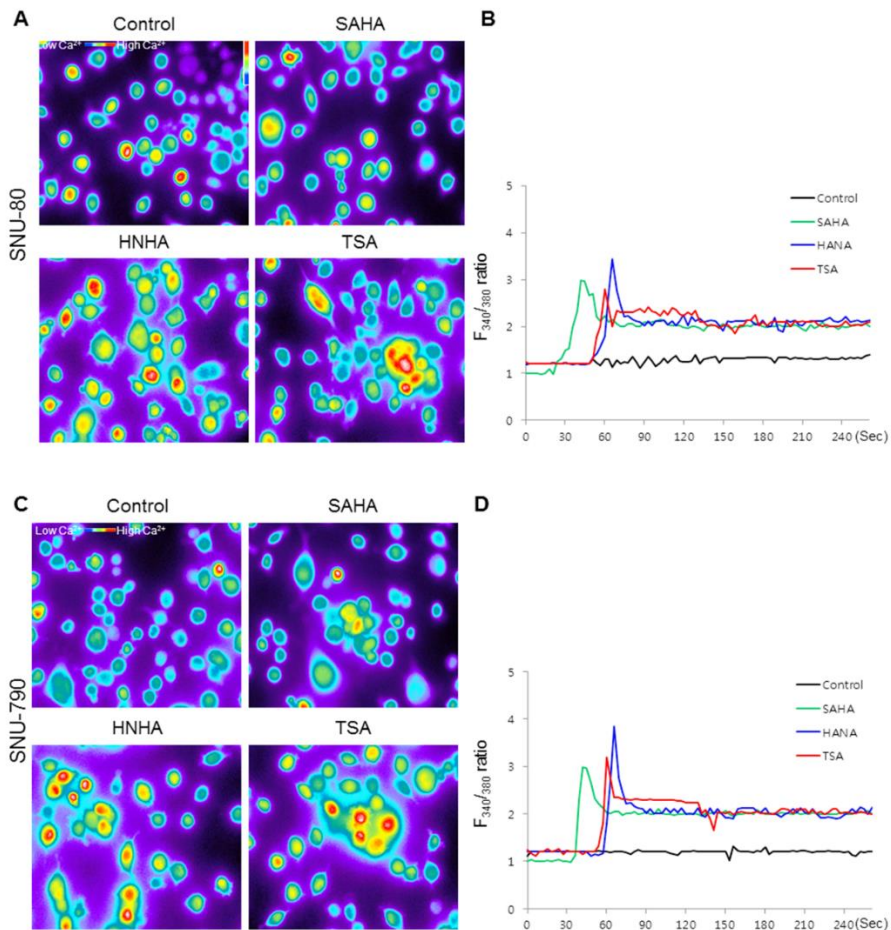 A
Control
SAHA
Low Ca²⁺ High Ca²⁺
HNHA
TSA
SNU-80
B
5
4
3
2
1
0
F340/380 ratio
0 30 60 90 120 150 180 210 240 (Sec)
Control
SAHA
HANA
TSA
C
Control
SAHA
Low Ca²⁺ High Ca²⁺
HNHA
TSA
SNU-790
D
5
4
3
2
1
0
F340/380 ratio
0 30 60 90 120 150 180 210 240 (Sec)
Control
SAHA
HANA
TSA